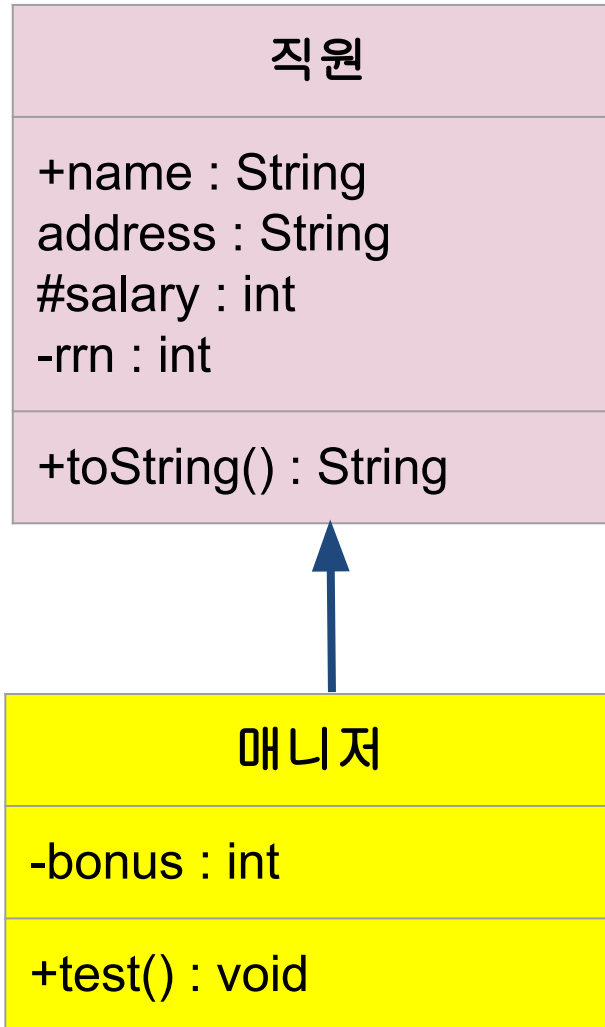 직원
+name : String
address : String
#salary : int
-rrn : int
+toString() : String
매니저
-bonus : int
+test() : void